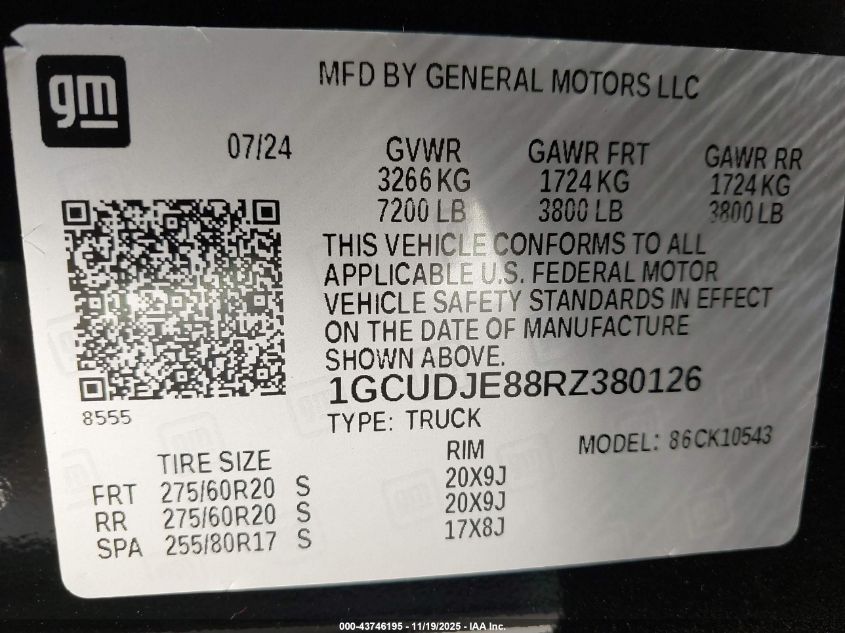 gm
MFD BY GENERAL MOTORS LLC
07/24
GVWR GAWR FRT GAWR RR
3266 KG 1724 KG 1724 KG
7200 LB 3800 LB 3800 LB
THIS VEHICLE CONFORMS TO ALL
APPLICABLE U.S. FEDERAL MOTOR
VEHICLE SAFETY STANDARDS IN EFFECT
ON THE DATE OF MANUFACTURE
SHOWN ABOVE.
1GCUDJE88RZ380126
8555
TYPE: TRUCK
MODEL: 86CK10543
TIRE SIZE RIM
FRT 275/60R20 S 20X9J
RR 275/60R20 S 20X9J
SPA 255/80R17 S 17X8J
000-43746195 - 11/19/2025 - IAA Inc.